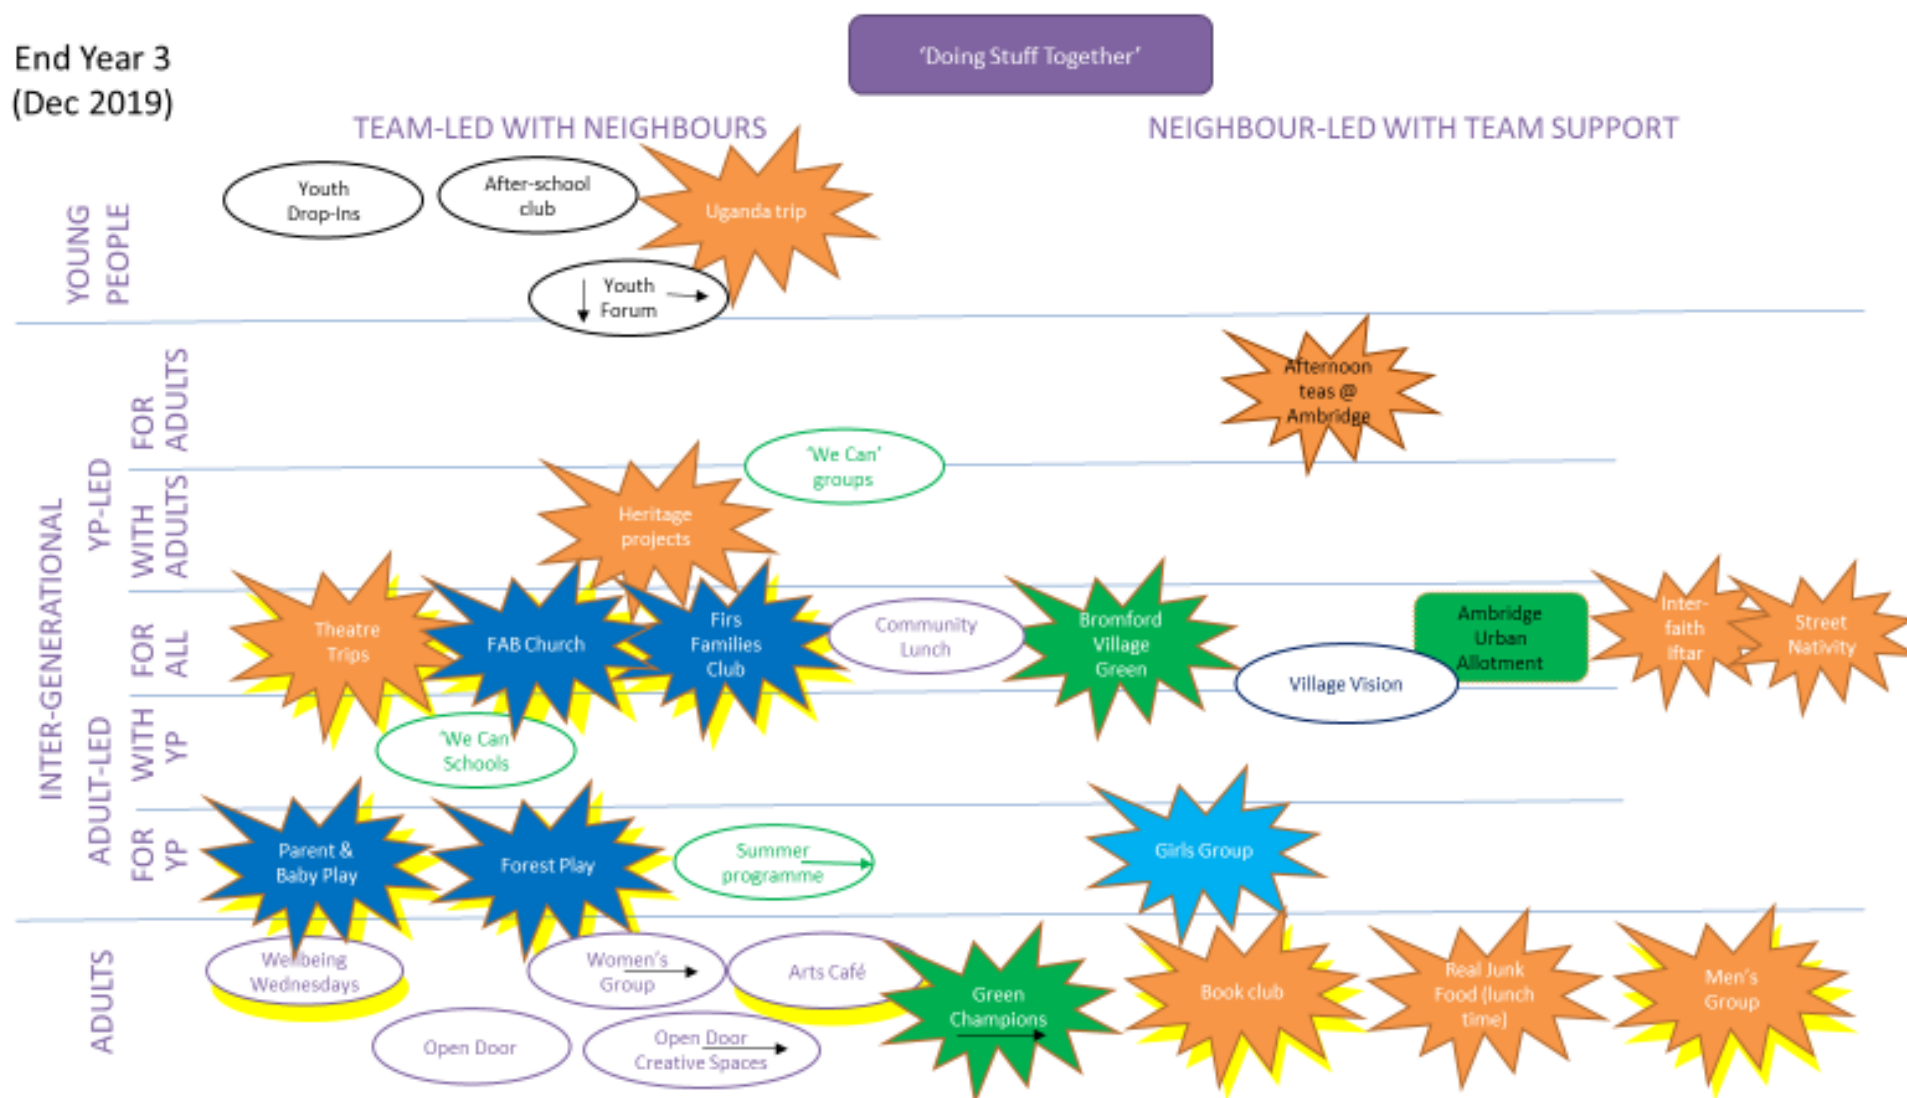 End Year 3
(Dec 2019)
'Doing Stuff Together'
TEAM-LED WITH NEIGHBOURS
NEIGHBOUR-LED WITH TEAM SUPPORT
YOUNG
PEOPLE
Youth
Drop-Ins
After-school
club
Uganda trip
Youth
Forum
INTER-GENERATIONAL
YP-LED
FOR
ADULTS
Afternoon
teas @
Ambridge
'We Can'
groups
WITH
ADULTS
Heritage
projects
FOR
ALL
Theatre
Trips
FAB Church
Firs
Families
Club
Community
Lunch
Bromford
Village
Green
Village Vision
Ambridge
Urban
Allotment
Inter-
faith
Iftar
Street
Nativity
ADULT-LED
WITH
YP
'We Can'
Schools
FOR
YP
Parent &
Baby Play
Forest Play
Summer
programme
Girls Group
ADULTS
Wellbeing
Wednesdays
Women's
Group
Arts Café
Green
Champions
Book club
Real Junk
Food (lunch
time)
Men's
Group
Open Door
Open Door
Creative Spaces